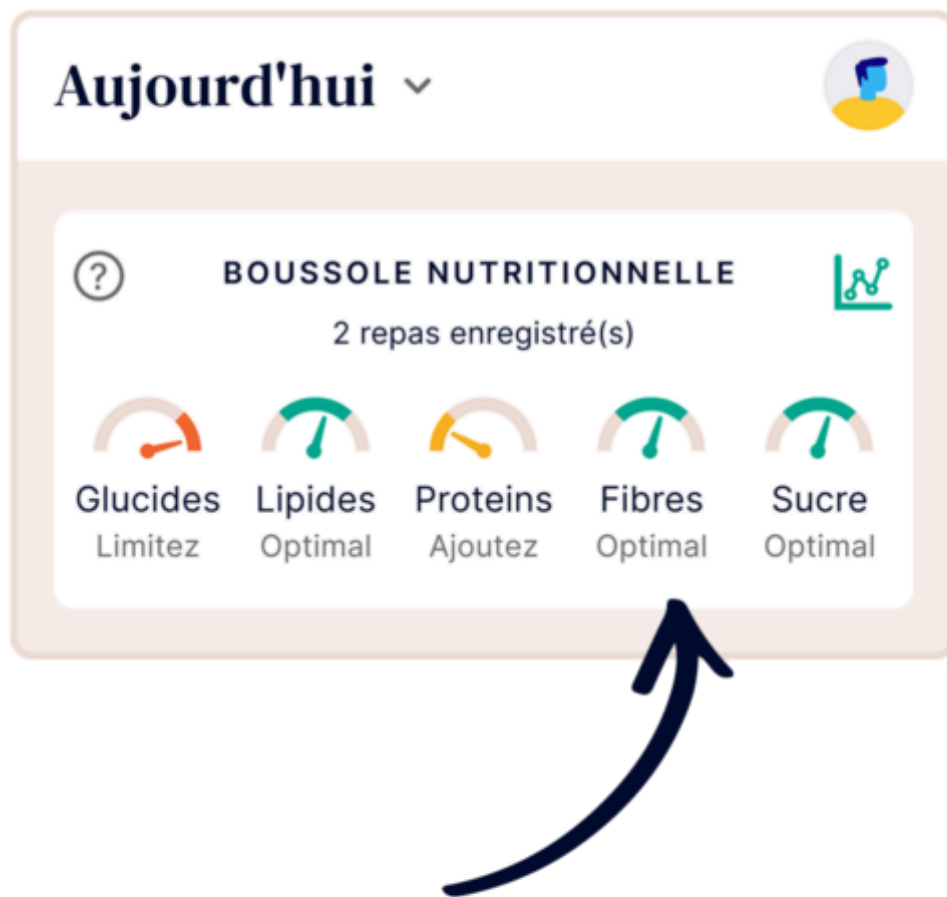 Aujourd'hui
?
BOUSSOLE NUTRITIONNELLE
2 repas enregistré(s)
Glucides Lipides Proteins Fibres Sucre
Limitez Optimal Ajoutez Optimal Optimal